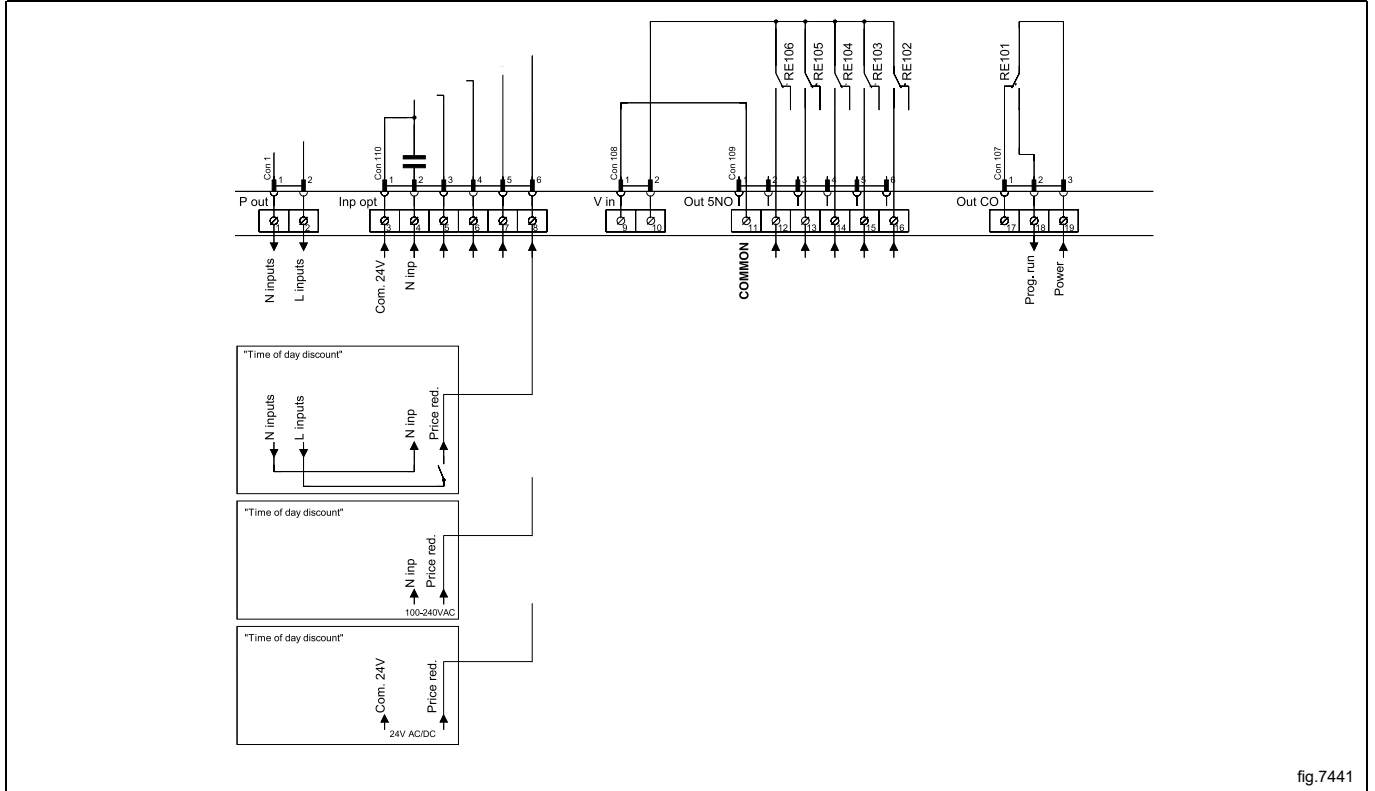 RE106
RE105
RE104
RE103
RE102
RE101
Con 1
1
2
Con 110
1
2
3
4
5
6
Con 108
1
2
Con 109
1
2
3
4
5
6
Con 107
1
2
3
P out
Inp opt
V in
Out 5NO
Out CO
1
2
3
4
5
6
7
8
9
10
11
12
13
14
15
16
17
18
19
N inputs
L inputs
Com. 24V
N inp
COMMON
Prog. run
Power
"Time of day discount"
N inputs
L inputs
N inp
Price red.
"Time of day discount"
N inp
Price red.
100-240VAC
"Time of day discount"
Com. 24V
Price red.
24V AC/DC
fig.7441